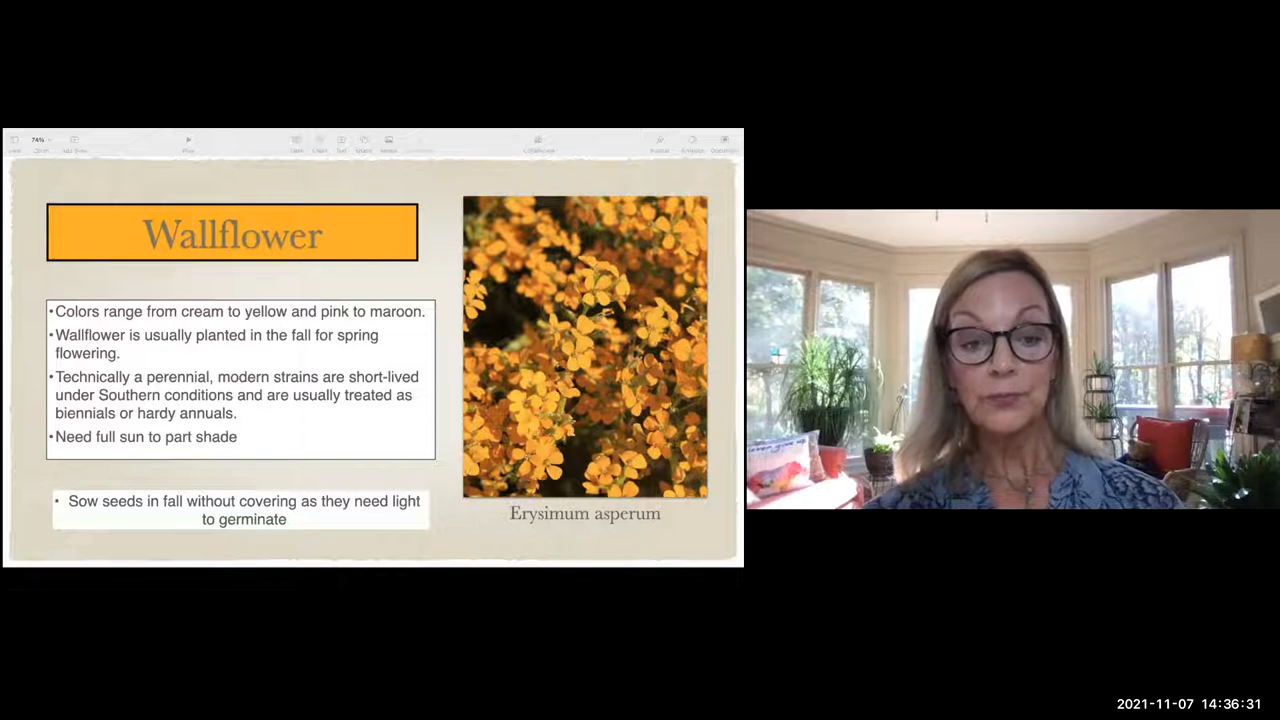 74%
Wallflower
•Colors range from cream to yellow and pink to maroon.
•Wallflower is usually planted in the fall for spring
flowering.
•Technically a perennial, modern strains are short-lived
under Southern conditions and are usually treated as
biennials or hardy annuals.
•Need full sun to part shade
• Sow seeds in fall without covering as they need light
to germinate
Erysimum asperum
2021-11-07 14:36:31